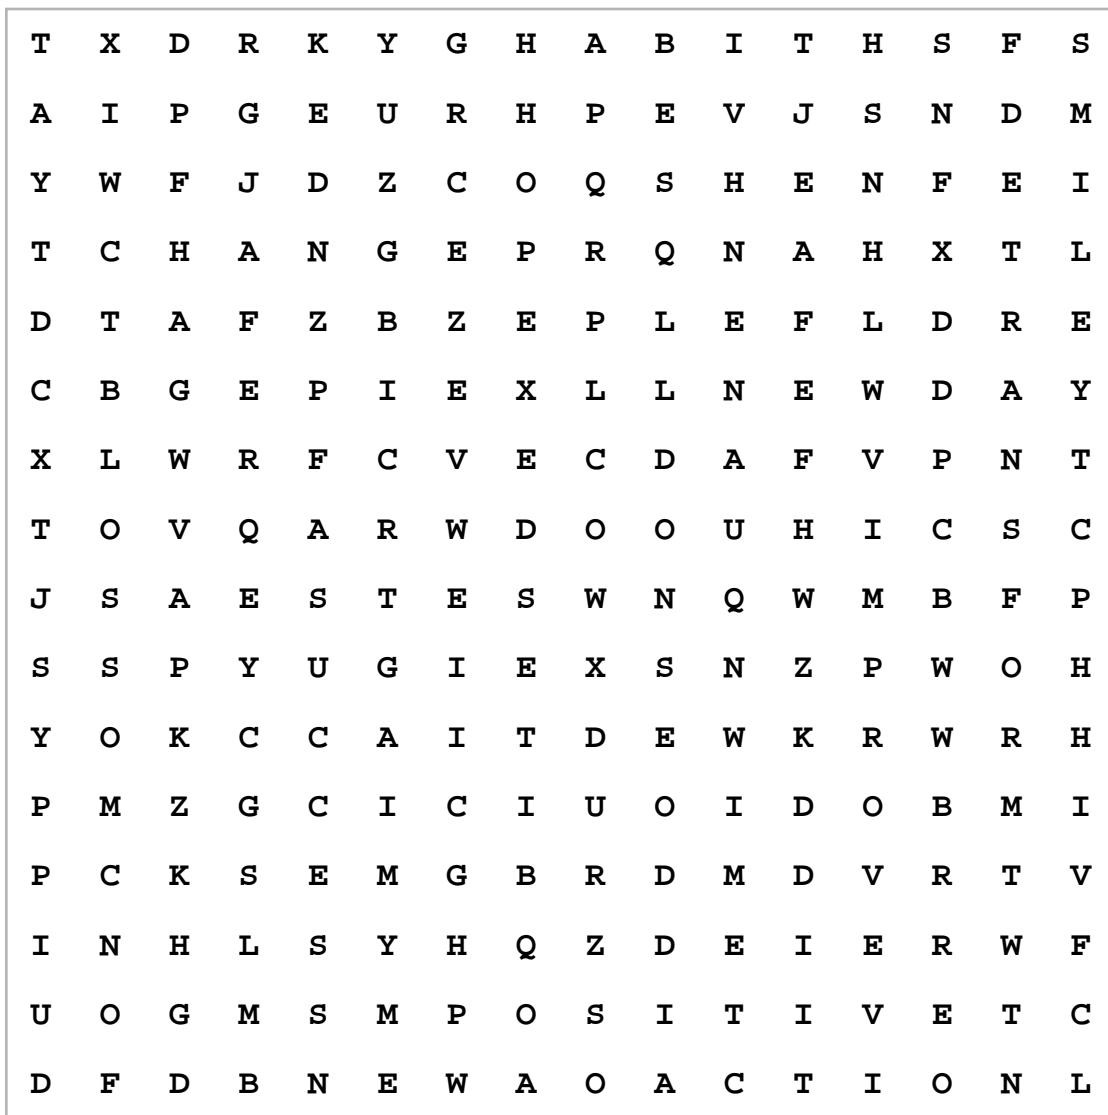 T X D R K Y G H A B I T H S F S
A I P G E U R H P E V J S N D M
Y W F J D Z C O Q S H E N F E I
T C H A N G E P R Q N A H X T L
D T A F Z B Z E P L E F L D R E
C B G E P I E X L L N E W D A Y
X L W R F C V E C D A F V P N T
T O V Q A R W D O O U H I C S C
J S A E S T E S W N Q W M B F P
S S P Y U G I E X S N Z P W O H
Y O K C C A I T D E W K R W R H
P M Z G C I C I U O I D O B M I
P C K S E M G B R D M D V R T V
I N H L S Y H Q Z D E I E R W F
U O G M S M P O S I T I V E T C
D F D B N E W A O A C T I O N L